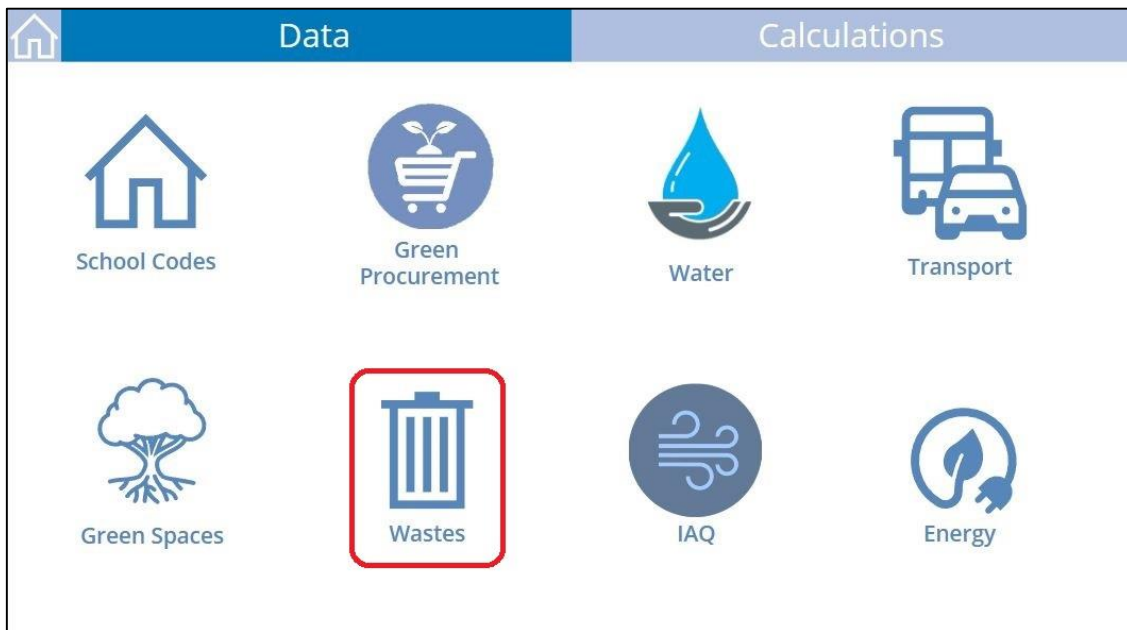 Data
Calculations
School Codes
Green
Procurement
Water
Transport
Green Spaces
Wastes
IAQ
Energy